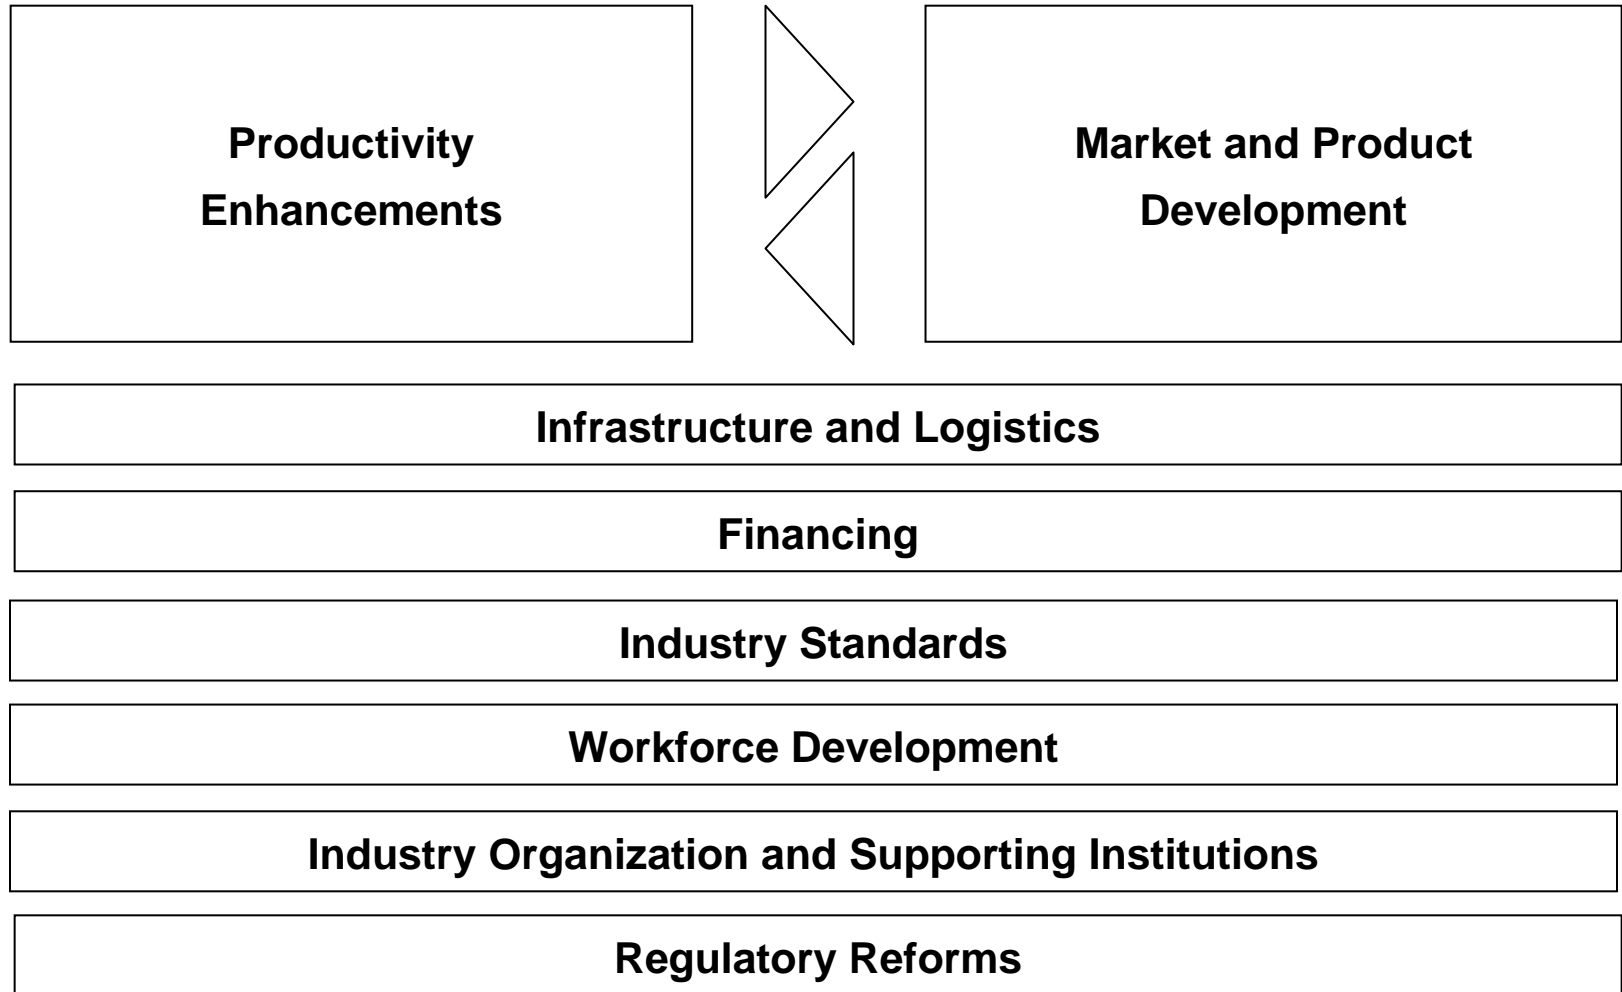 Productivity
Enhancements
Market and Product
Development
Infrastructure and Logistics
Financing
Industry Standards
Workforce Development
Industry Organization and Supporting Institutions
Regulatory Reforms